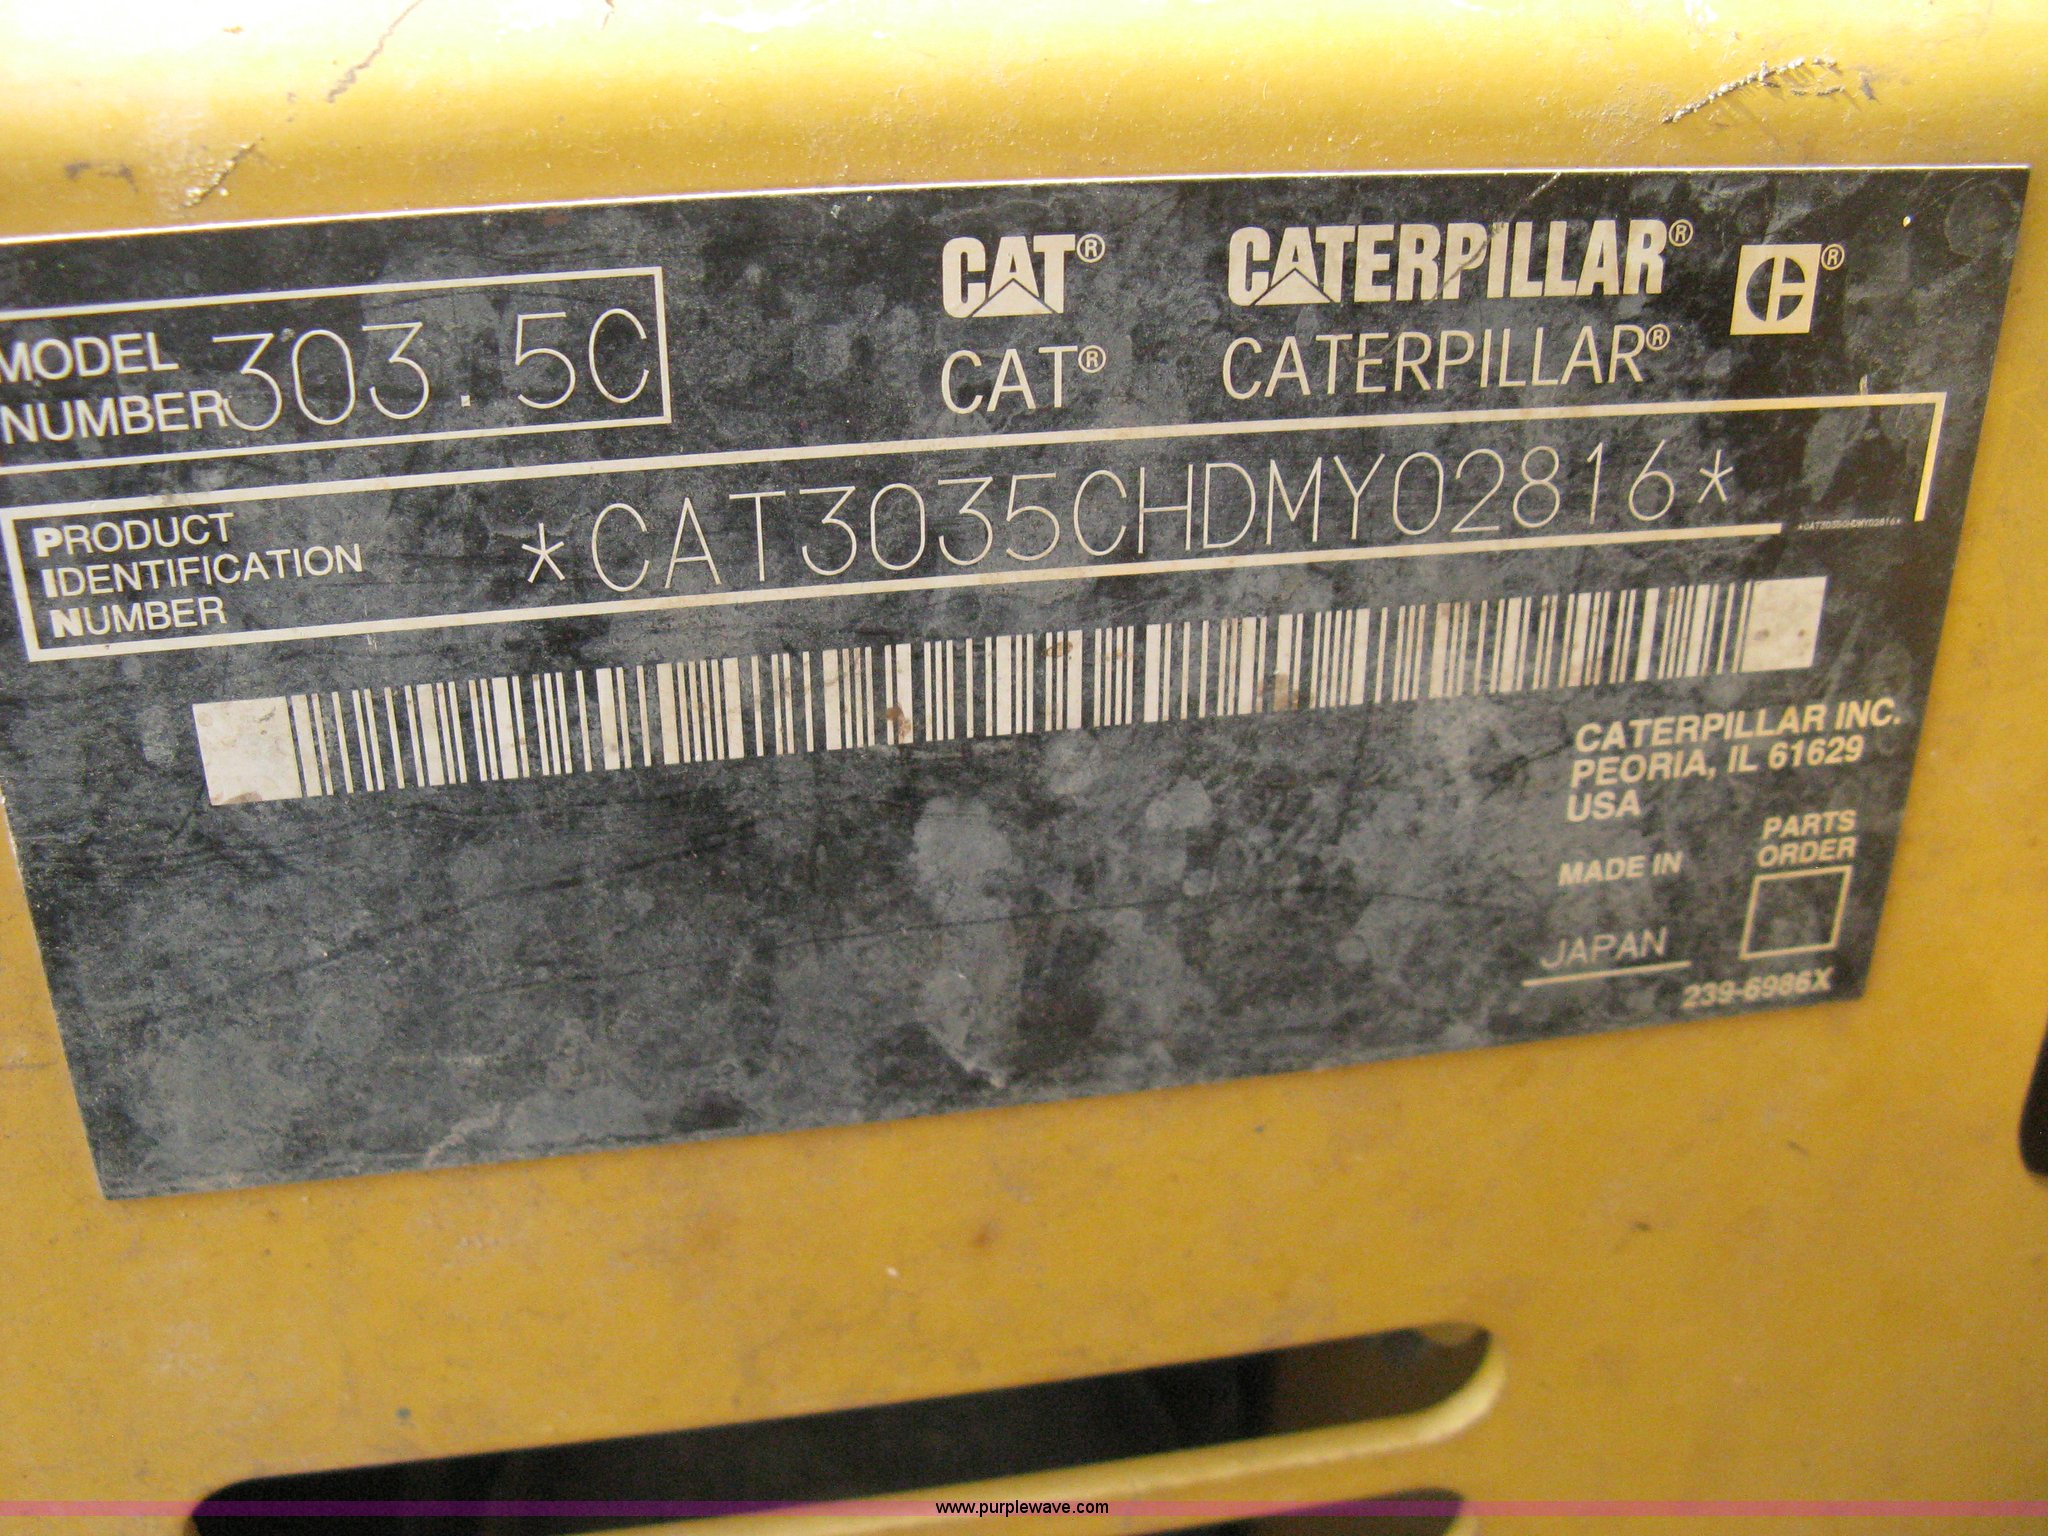 MODEL
NUMBER 303.5C
CAT® CATERPILLAR® ®
CAT® CATERPILLAR®
PRODUCT
IDENTIFICATION
NUMBER
*CAT3035CHDMY02816*
*CAT3035CHDMY02816*
CATERPILLAR INC.
PEORIA, IL 61629
USA
MADE IN
JAPAN
PARTS
ORDER
239-6986X
www.purplewave.com